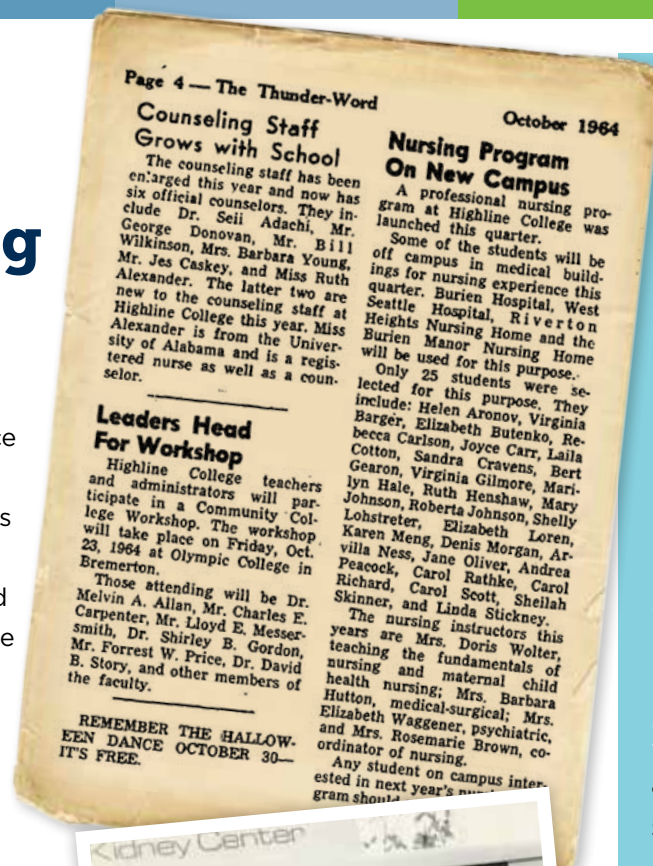 g
ce
s
d
e
Page 4 — The Thunder-Word
October 1964
Counseling Staff
Grows with School
The counseling staff has been
enlarged this year and now has
six official counselors. They in-
clude Dr. Seii Adachi, Mr.
George Donovan, Mr. Bill
Wilkinson, Mrs. Barbara Young,
Mr. Jes Caskey, and Miss Ruth
Alexander. The latter two are
new to the counseling staff at
Highline College this year. Miss
Alexander is from the Univer-
sity of Alabama and is a regis-
tered nurse as well as a coun-
selor.
Leaders Head
For Workshop
Highline College teachers
and administrators will par-
ticipate in a Community Col-
lege Workshop. The workshop
will take place on Friday, Oct.
23, 1964 at Olympic College in
Bremerton.
Those attending will be Dr.
Melvin A. Allan, Mr. Charles E.
Carpenter, Mr. Lloyd E. Messer-
smith, Dr. Shirley B. Gordon,
Mr. Forrest W. Price, Dr. David
B. Story, and other members of
the faculty.
REMEMBER THE HALLOW-
EEN DANCE OCTOBER 30—
IT'S FREE.
Nursing Program
On New Campus
A professional nursing pro-
gram at Highline College was
launched this quarter.
Some of the students will be
off campus in medical build-
ings for nursing experience this
quarter. Burien Hospital, West
Seattle Hospital, Riverton
Heights Nursing Home and the
Burien Manor Nursing Home
will be used for this purpose.
Only 25 students were se-
lected for this purpose. They
include: Helen Aronov, Virginia
Barger, Elizabeth Butenko, Re-
becca Carlson, Joyce Carr, Laila
Cotton, Sandra Cravens, Bert
Gearon, Virginia Gilmore, Mari-
lyn Hale, Ruth Henshaw, Mary
Johnson, Roberta Johnson, Shelly
Lohstreter, Elizabeth Loren,
Karen Meng, Denis Morgan, Ar-
villa Ness, Jane Oliver, Andrea
Peacock, Carol Rathke, Carol
Richard, Carol Scott, Sheilah
Skinner, and Linda Stickney.
The nursing instructors this
years are Mrs. Doris Wolter,
teaching the fundamentals of
nursing and maternal child
health nursing; Mrs. Barbara
Hutton, medical-surgical; Mrs.
Elizabeth Waggener, psychiatric,
and Mrs. Rosemarie Brown, co-
ordinator of nursing.
Any student on campus inter-
ested in next year's
gram should
Kidney Center